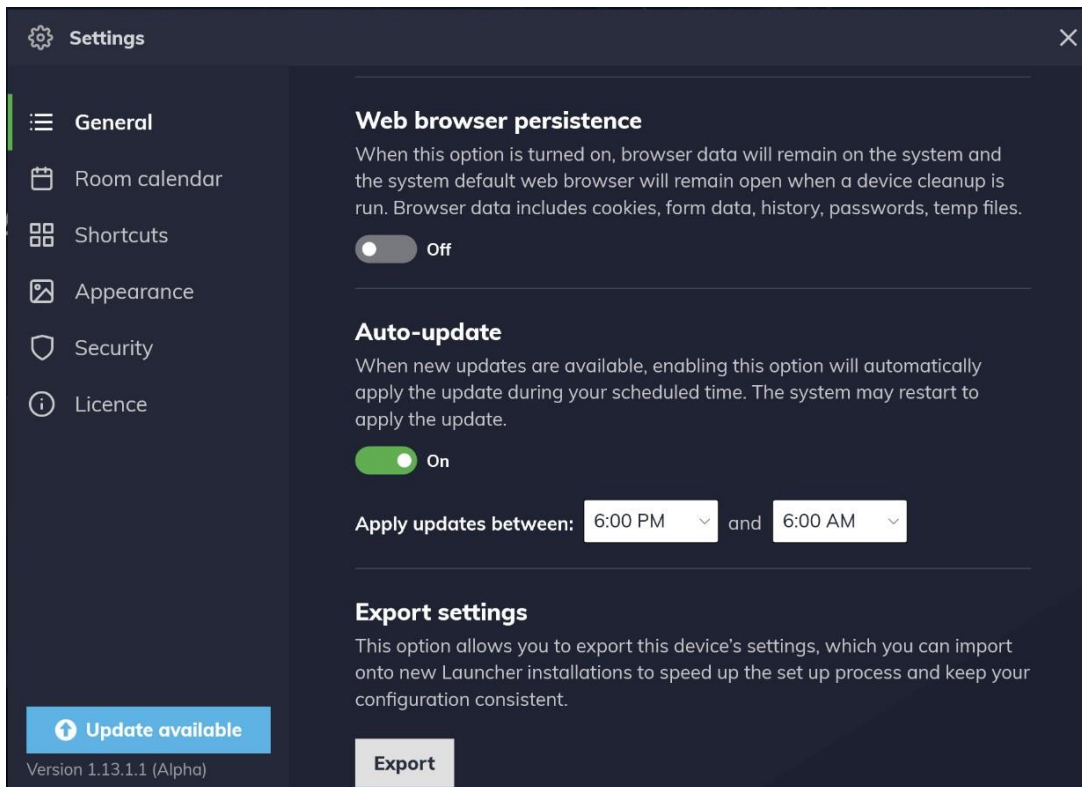 Settings
General
Room calendar
Shortcuts
Appearance
Security
Licence
Update available
Version 1.13.1.1 (Alpha)
Web browser persistence
When this option is turned on, browser data will remain on the system and
the system default web browser will remain open when a device cleanup is
run. Browser data includes cookies, form data, history, passwords, temp files.
Off
Auto-update
When new updates are available, enabling this option will automatically
apply the update during your scheduled time. The system may restart to
apply the update.
On
Apply updates between: 6:00 PM and 6:00 AM
Export settings
This option allows you to export this device's settings, which you can import
onto new Launcher installations to speed up the set up process and keep your
configuration consistent.
Export